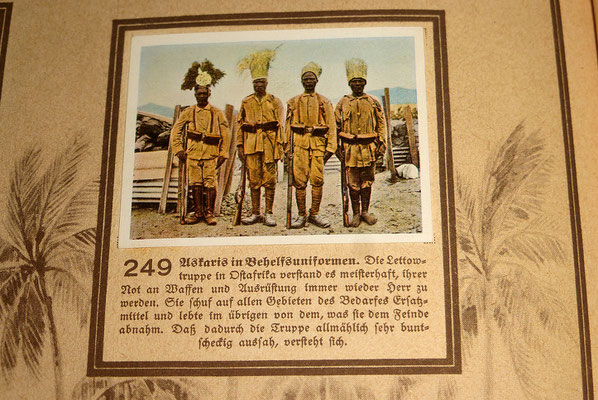 249 Askaris in Behelfsuniformen. Die Lettow-
truppe in Ostafrika verstand es meisterhaft, ihrer
Not an Waffen und Ausrüstung immer wieder Herr zu
werden. Sie schuf auf allen Gebieten des Bedarfes Ersatz-
mittel und lebte im übrigen von dem, was sie dem Feinde
abnahm. Daß dadurch die Truppe allmählich sehr bunt-
scheckig aussah, versteht sich.